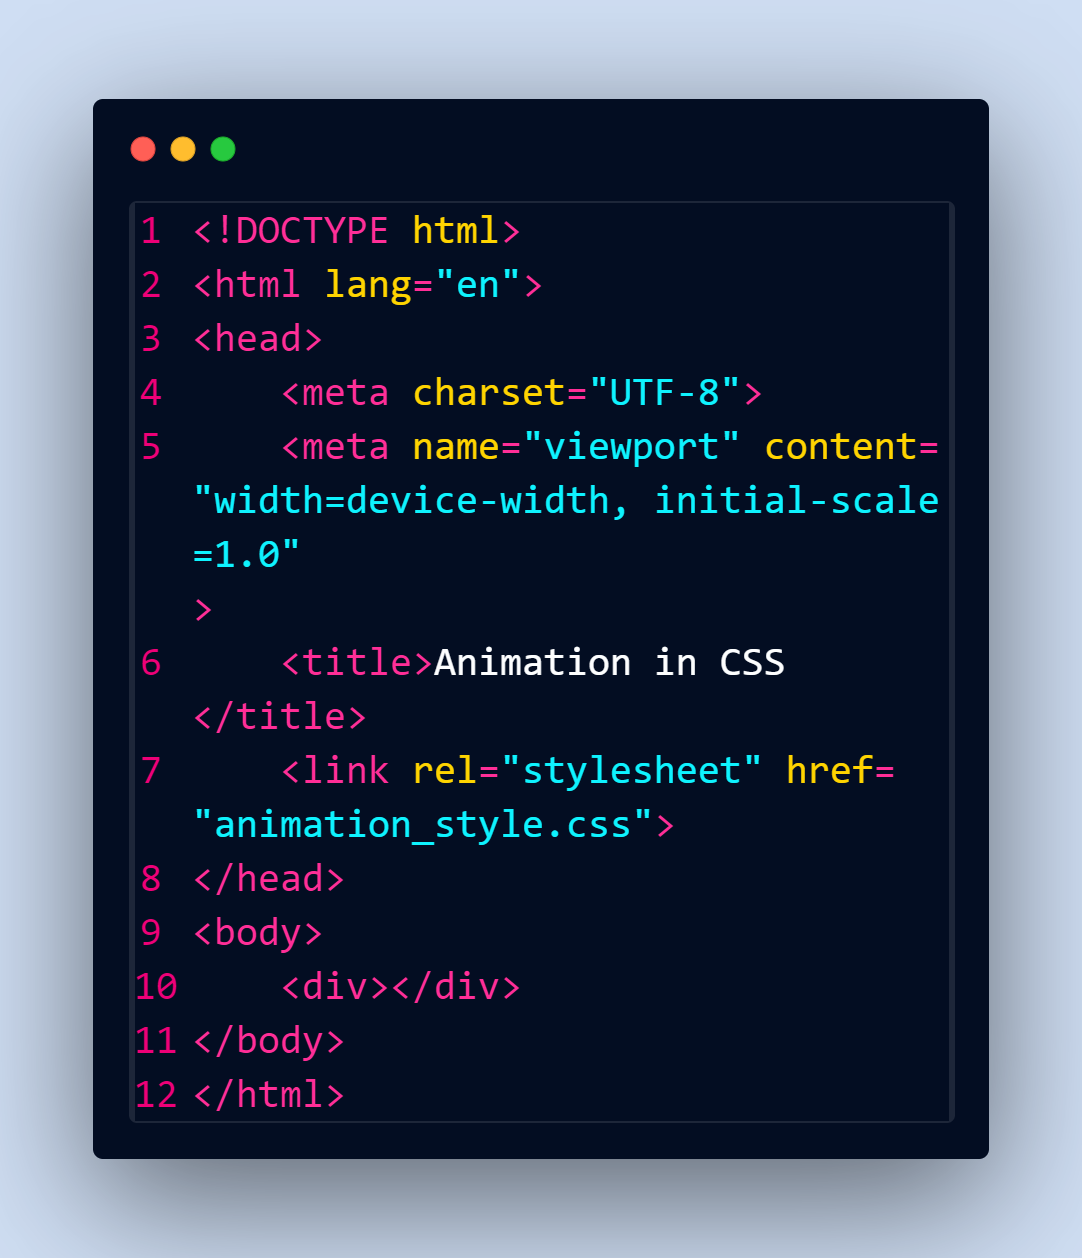 1 <!DOCTYPE html>
2 <html lang="en">
3 <head>
4     <meta charset="UTF-8">
5     <meta name="viewport" content=
"width=device-width, initial-scale
=1.0"
>
6     <title>Animation in CSS
</title>
7     <link rel="stylesheet" href=
"animation_style.css">
8 </head>
9 <body>
10     <div></div>
11 </body>
12 </html>